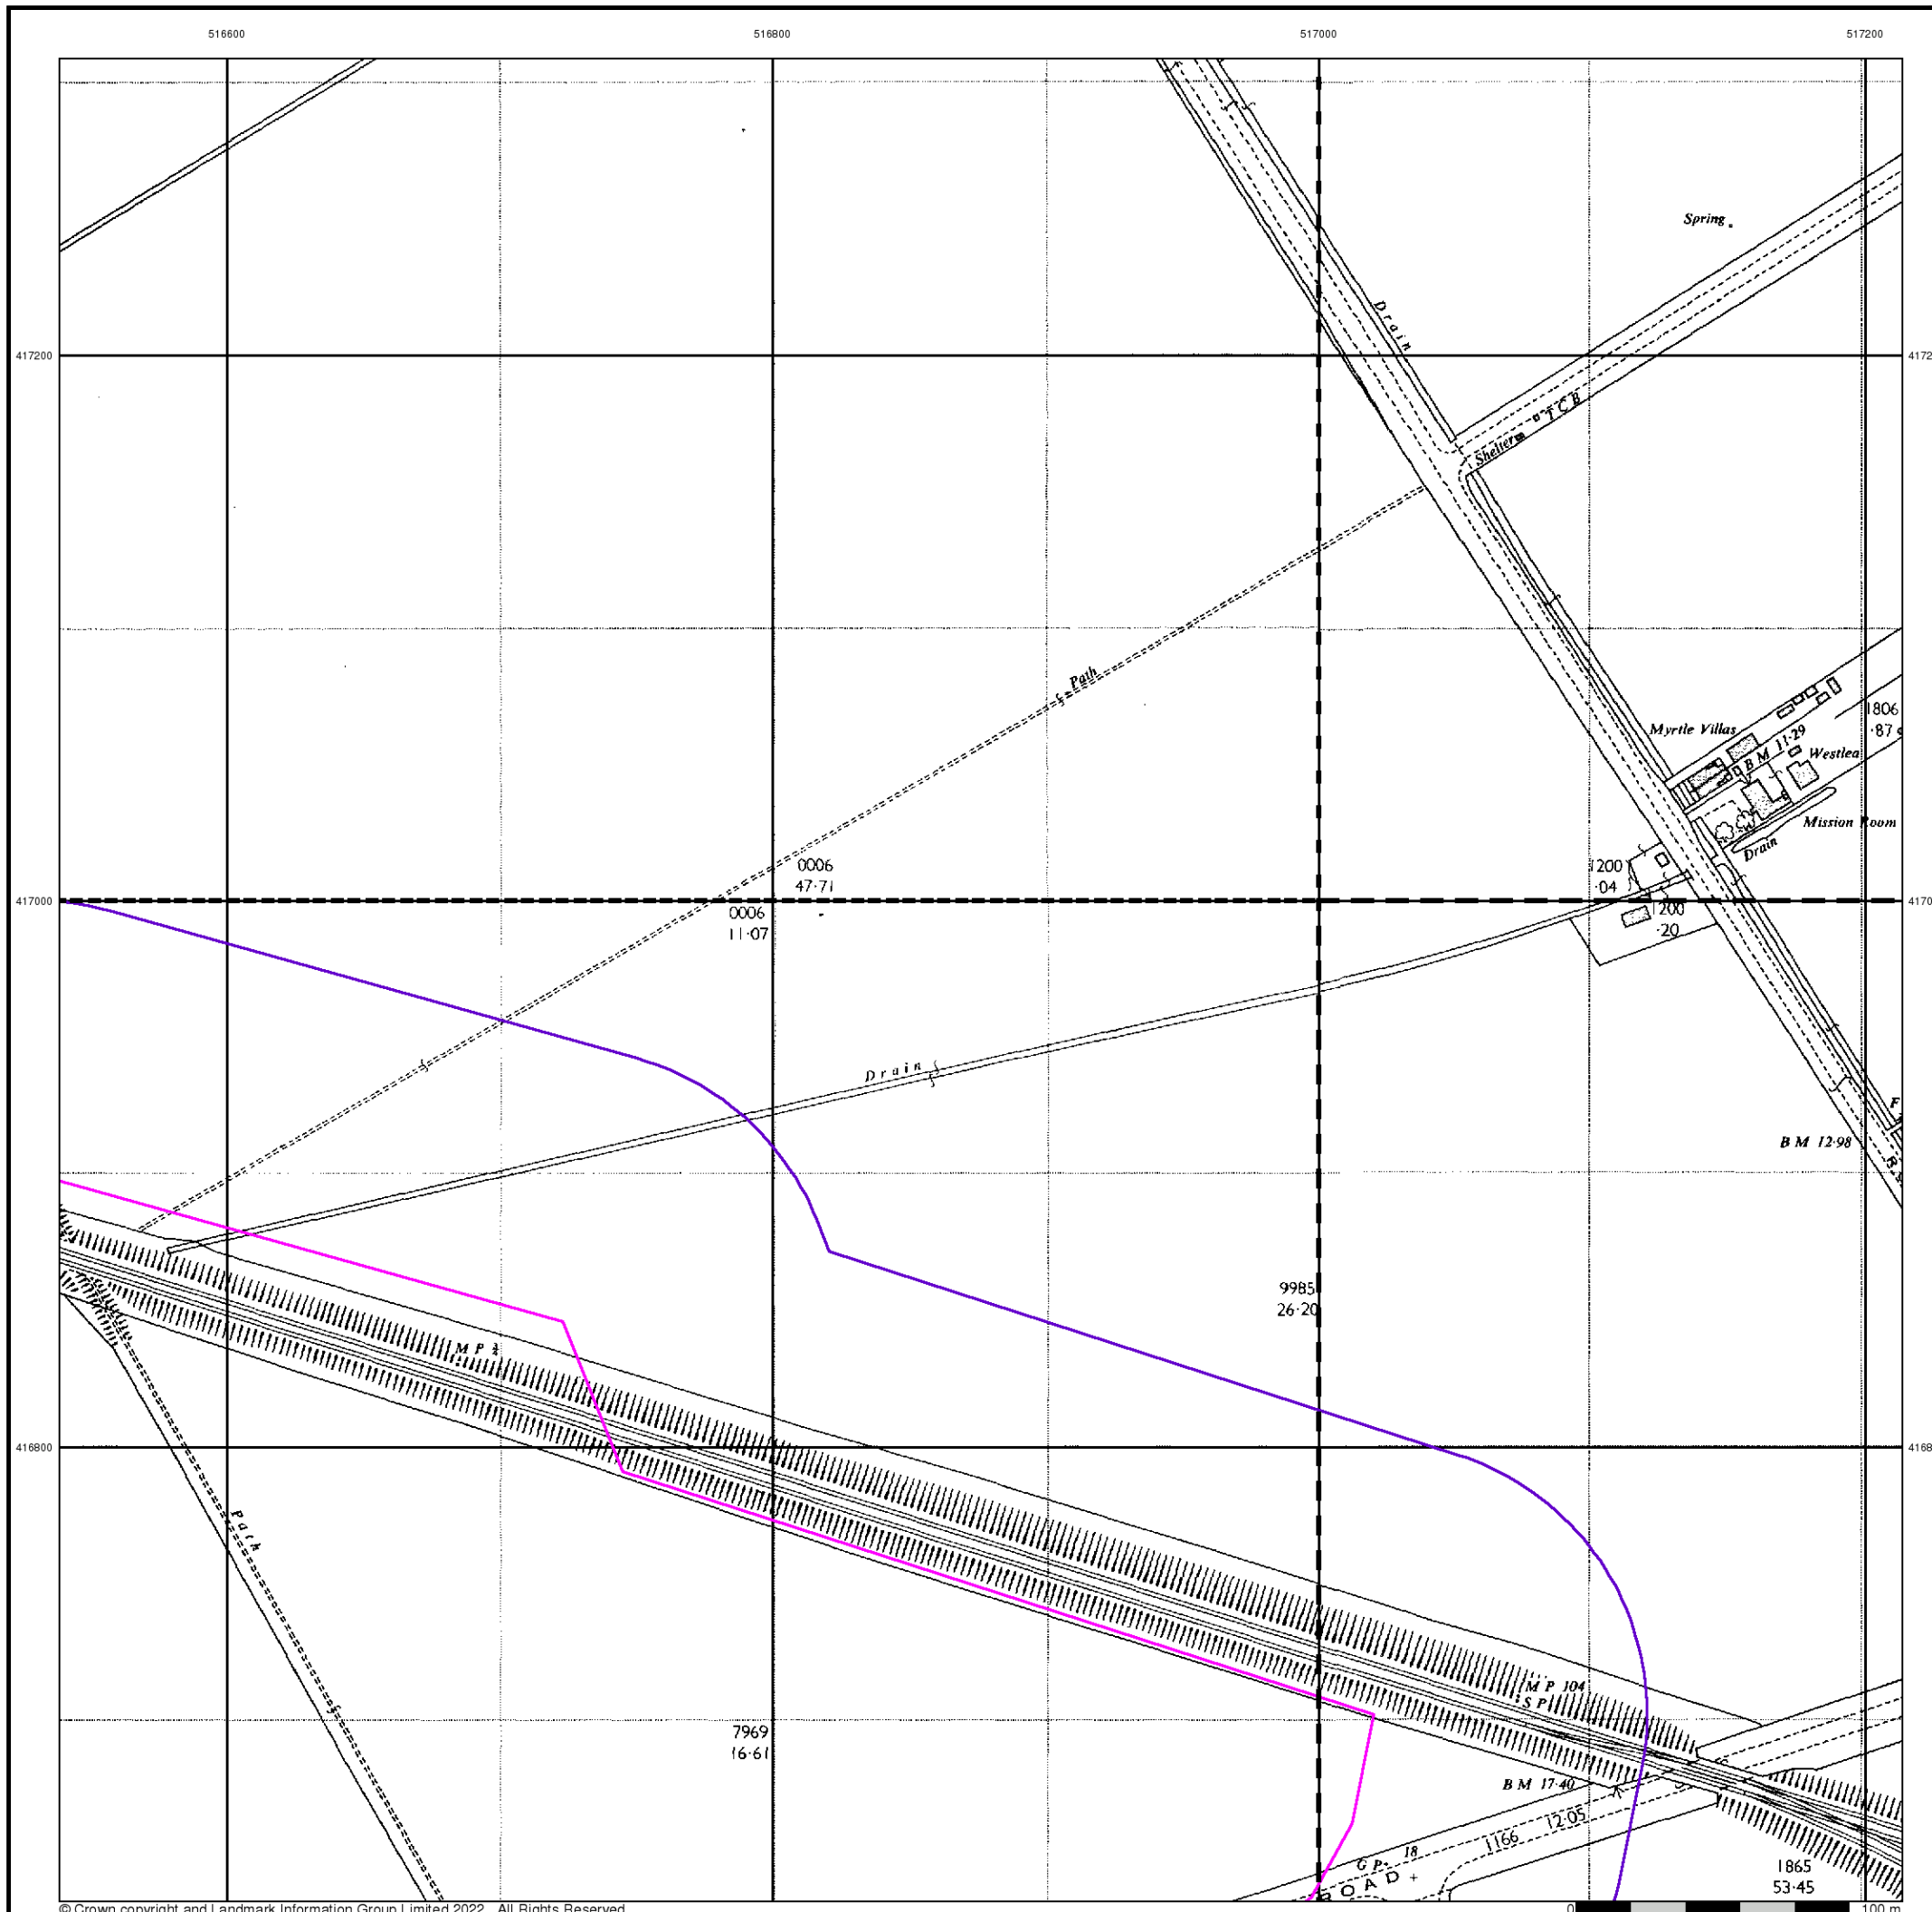 516600 516800 517000 517200
Spring
417200
Drain
TCB
Shelter
Path
1806
·87
Myrtle Villas
BM 11·29
Westlea
Mission Room
Drain
0006
47·71
1200
·04
417000
0006
11·07
1200
·20
Drain
F
BM 12·98
9985
26·20
MP ¾
416800
Path
MP 104
SP
7969
16·61
BM 17·40
1166 12·05
GP 18
ROAD +
1865
53·45
© Crown copyright and Landmark Information Group Limited 2022. All Rights Reserved.
0 100 m